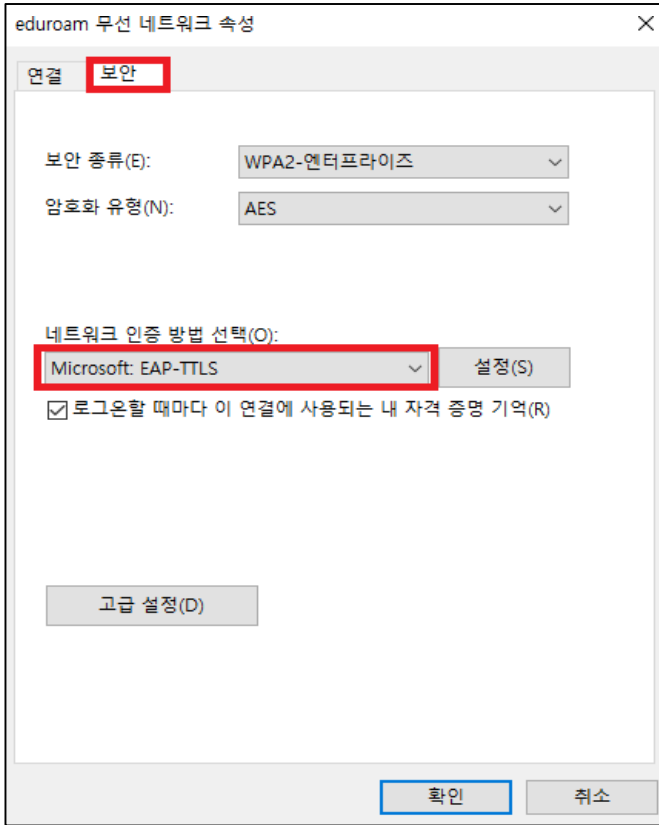 eduroam 무선 네트워크 속성
연결 보안
보안 종류(E): WPA2-엔터프라이즈
암호화 유형(N): AES
네트워크 인증 방법 선택(O):
Microsoft: EAP-TTLS 설정(S)
로그온할 때마다 이 연결에 사용되는 내 자격 증명 기억(R)
고급 설정(D)
확인 취소